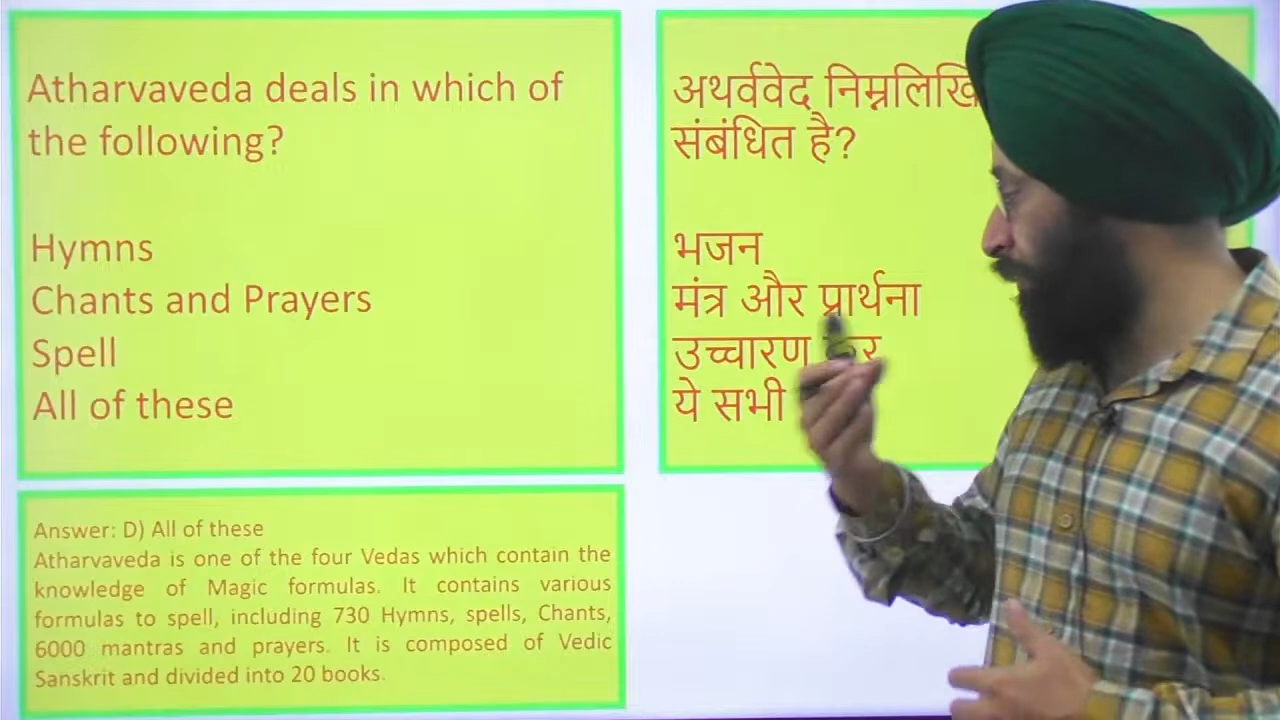 Atharvaveda deals in which of
the following?
Hymns
Chants and Prayers
Spell
All of these
Answer: D) All of these
Atharvaveda is one of the four Vedas which contain the
knowledge of Magic formulas. It contains various
formulas to spell, including 730 Hymns, spells, Chants,
6000 mantras and prayers. It is composed of Vedic
Sanskrit and divided into 20 books.
अथर्ववेद
संबंधित है?
भजन
मंत्र और प्रार्थना
उच्चारण
ये सभी